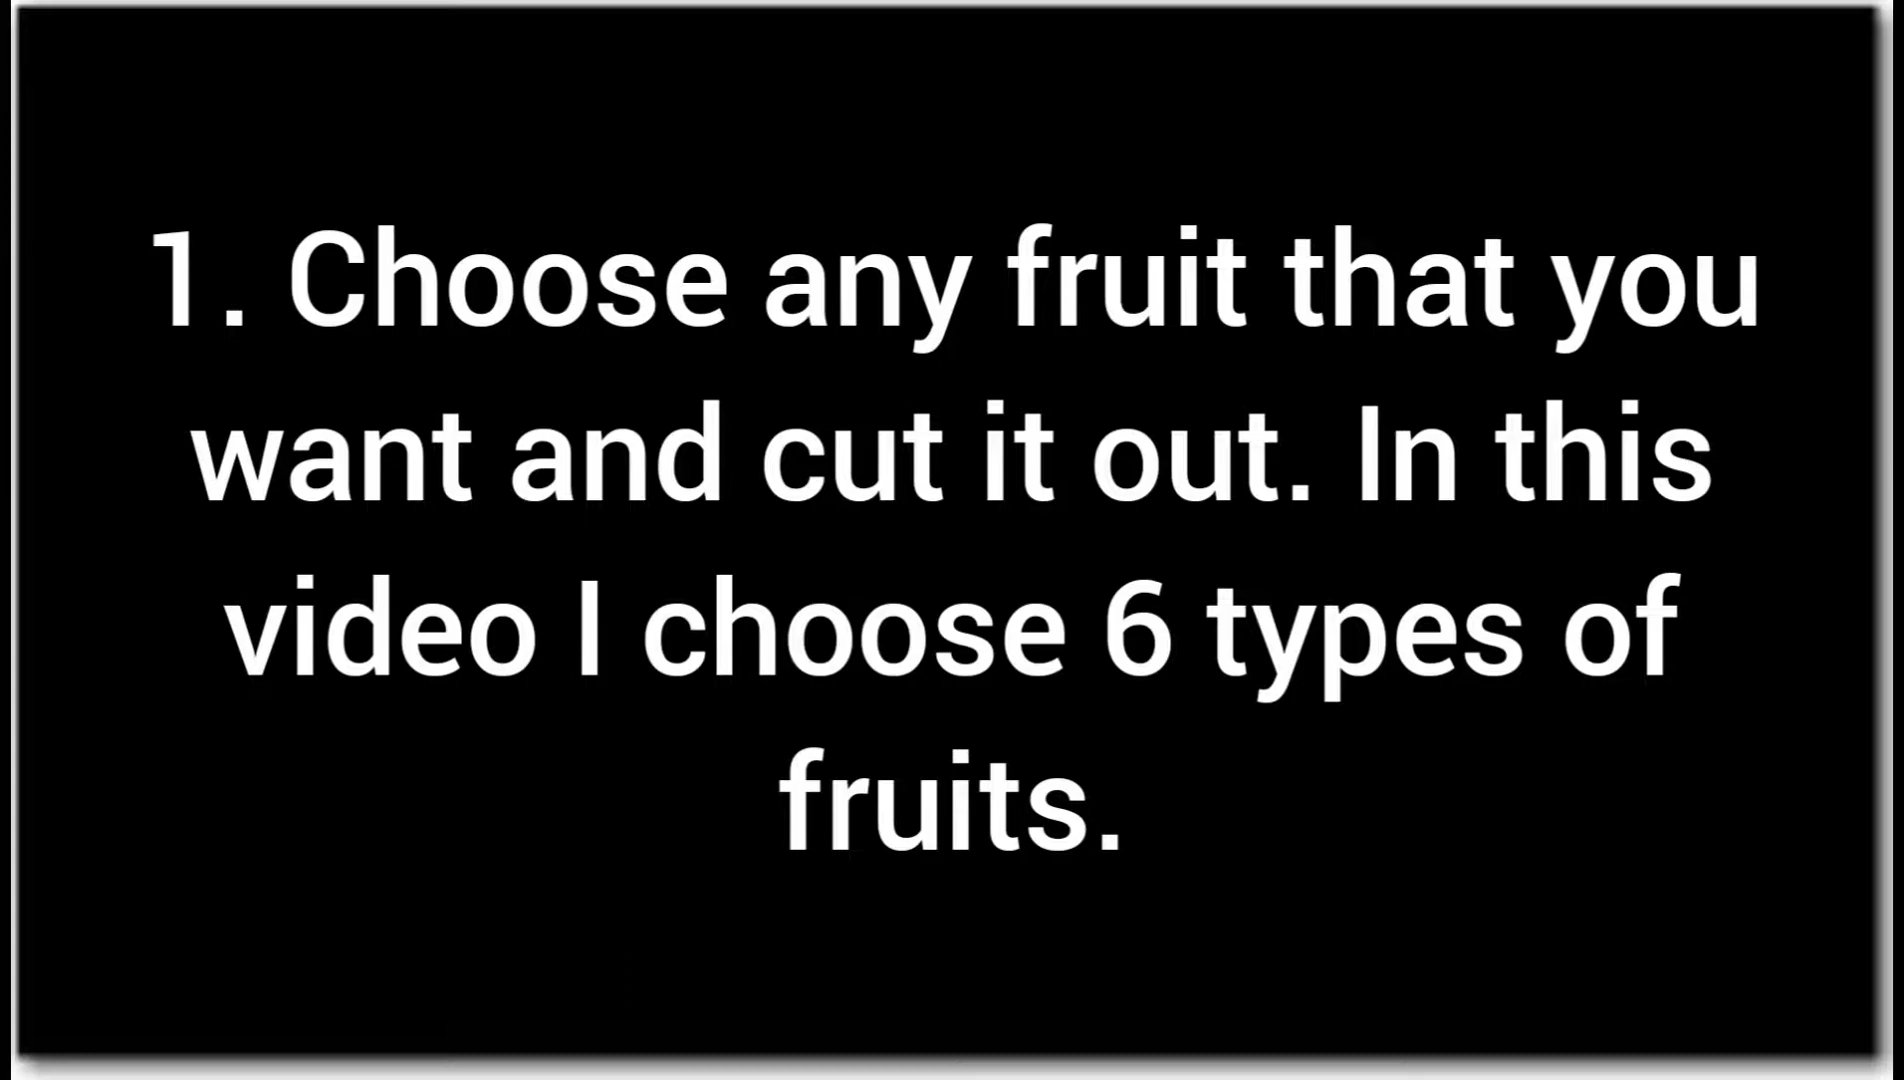 1. Choose any fruit that you
want and cut it out. In this
video I choose 6 types of
fruits.